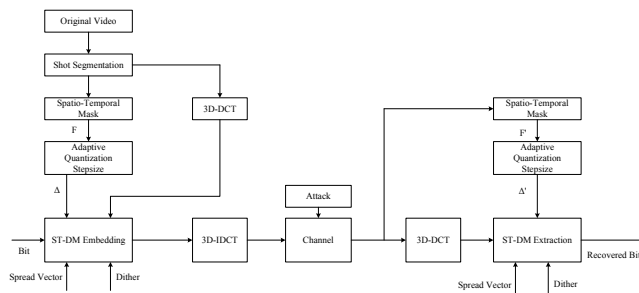 Original Video
Shot Segmentation
Spatio-Temporal
Mask
3D-DCT
Spatio-Temporal
Mask
F
F'
Adaptive
Quantization
Stepsize
Adaptive
Quantization
Stepsize
Δ
Attack
Δ'
Bit
ST-DM Embedding
3D-IDCT
Channel
3D-DCT
ST-DM Extraction
Recovered Bit
Spread Vector
Dither
Spread Vector
Dither